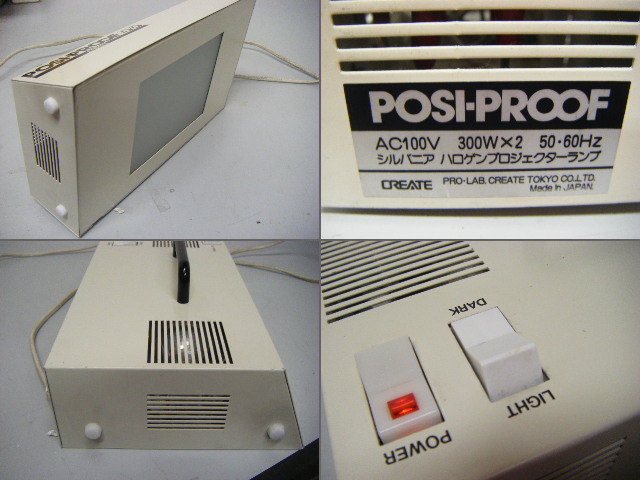 POSI-PROOF
AC100V 300W×2 50・60Hz
シルバニア ハロゲンプロジェクターランプ
CREATE PRO-LAB. CREATE TOKYO CO.LTD.
Made in JAPAN.
DARK
LIGHT
POWER